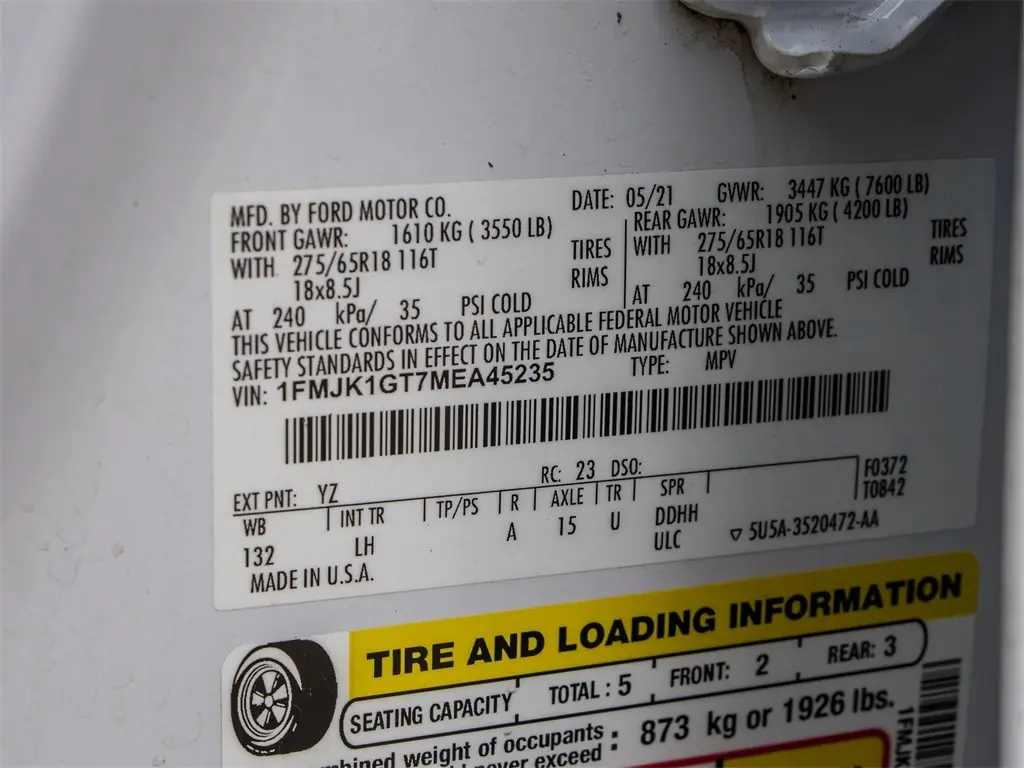 MFD. BY FORD MOTOR CO. DATE: 05/21 GVWR: 3447 KG ( 7600 LB)
FRONT GAWR: 1610 KG ( 3550 LB) REAR GAWR: 1905 KG ( 4200 LB)
WITH 275/65R18 116T TIRES WITH 275/65R18 116T TIRES
18x8.5J RIMS 18x8.5J RIMS
AT 240 kPa/ 35 PSI COLD AT 240 kPa/ 35 PSI COLD
THIS VEHICLE CONFORMS TO ALL APPLICABLE FEDERAL MOTOR VEHICLE
SAFETY STANDARDS IN EFFECT ON THE DATE OF MANUFACTURE SHOWN ABOVE.
VIN: 1FMJK1GT7MEA45235 TYPE: MPV
EXT PNT: YZ RC: 23 DSO: F0372
WB INT TR TP/PS R AXLE TR SPR T0842
132 LH A 15 U DDHH
ULC 5U5A-3520472-AA
MADE IN U.S.A.
TIRE AND LOADING INFORMATION
SEATING CAPACITY TOTAL : 5 FRONT: 2 REAR: 3
weight of occupants : 873 kg or 1926 lbs.
never exceed
1FMJK